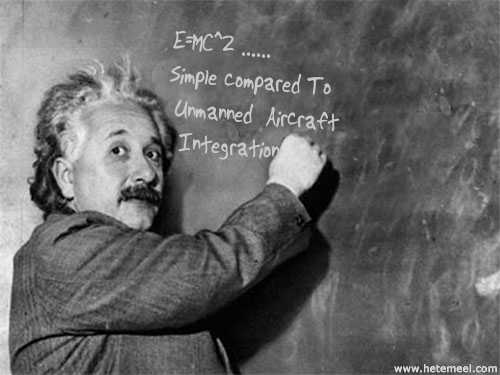 E=MC^2 ......
Simple Compared To
Unmanned Aircraft
Integration
www.hetemeel.com